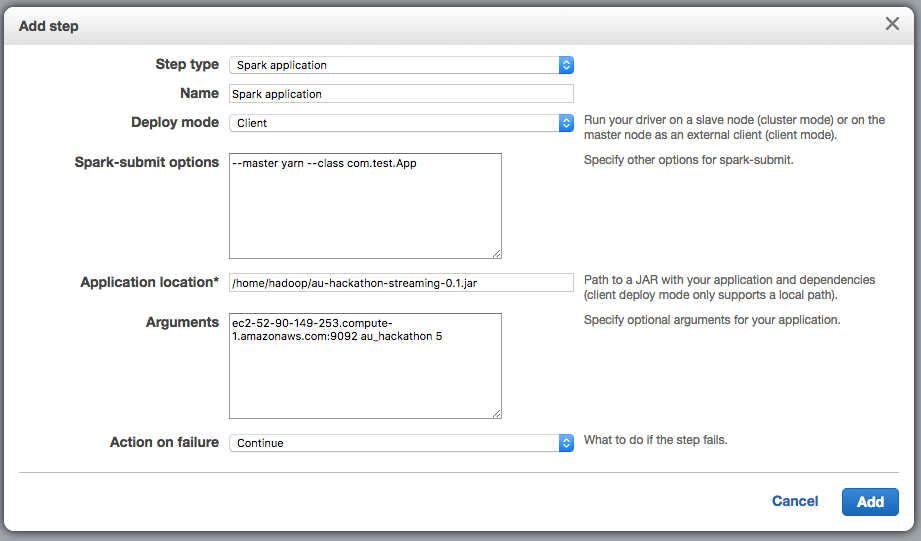 Add step
Step type
Spark application
Name
Spark application
Deploy mode
Client
Run your driver on a slave node (cluster mode) or on the
master node as an external client (client mode).
Spark-submit options
--master yarn --class com.test.App
Specify other options for spark-submit.
Application location*
/home/hadoop/au-hackathon-streaming-0.1.jar
Path to a JAR with your application and dependencies
(client deploy mode only supports a local path).
Arguments
ec2-52-90-149-253.compute-
1.amazonaws.com:9092 au_hackathon 5
Specify optional arguments for your application.
Action on failure
Continue
What to do if the step fails.
Cancel
Add